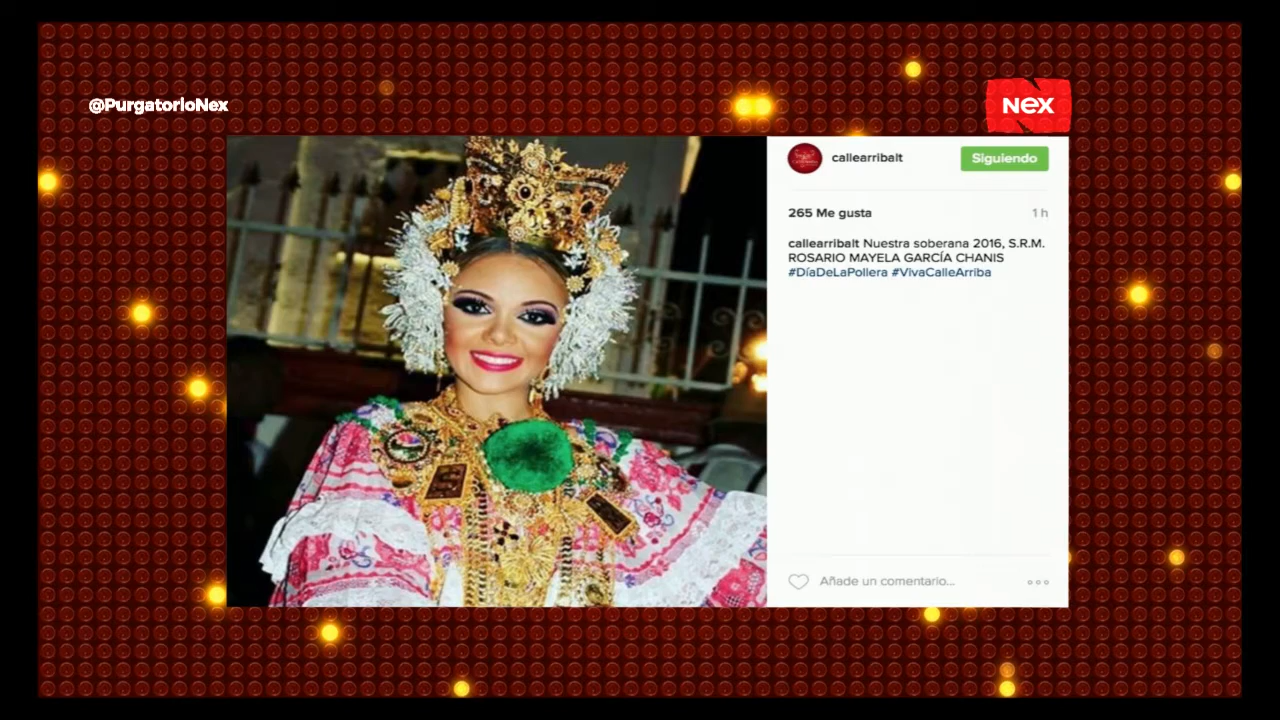 @PurgatorioNex
Nex
callearribalt
Siguiendo
265 Me gusta
1 h
callearribalt Nuestra soberana 2016, S.R.M.
ROSARIO MAYELA GARCÍA CHANIS
#DíaDeLaPollera #VivaCalleArriba
Añade un comentario...